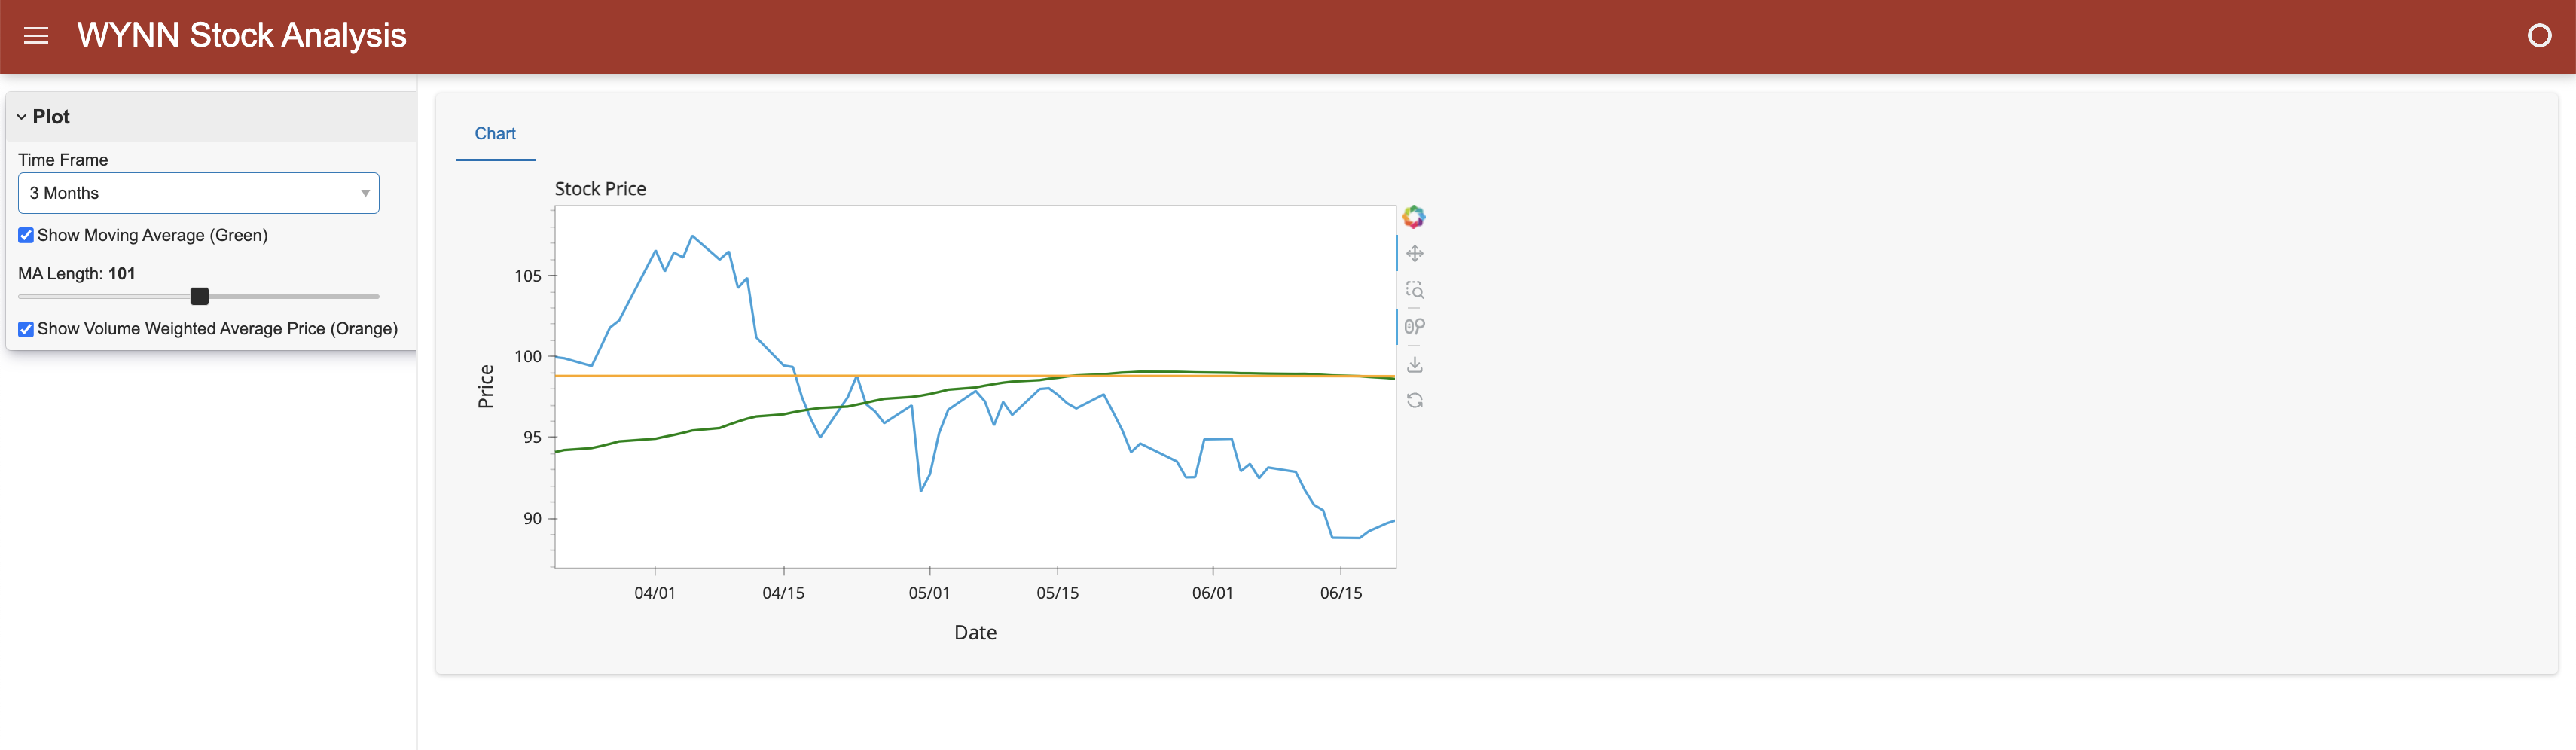 WYNN Stock Analysis
Plot
Time Frame
3 Months
Show Moving Average (Green)
MA Length: 101
Show Volume Weighted Average Price (Orange)
Chart
Stock Price
Price
105
100
95
90
04/01 04/15 05/01 05/15 06/01 06/15
Date